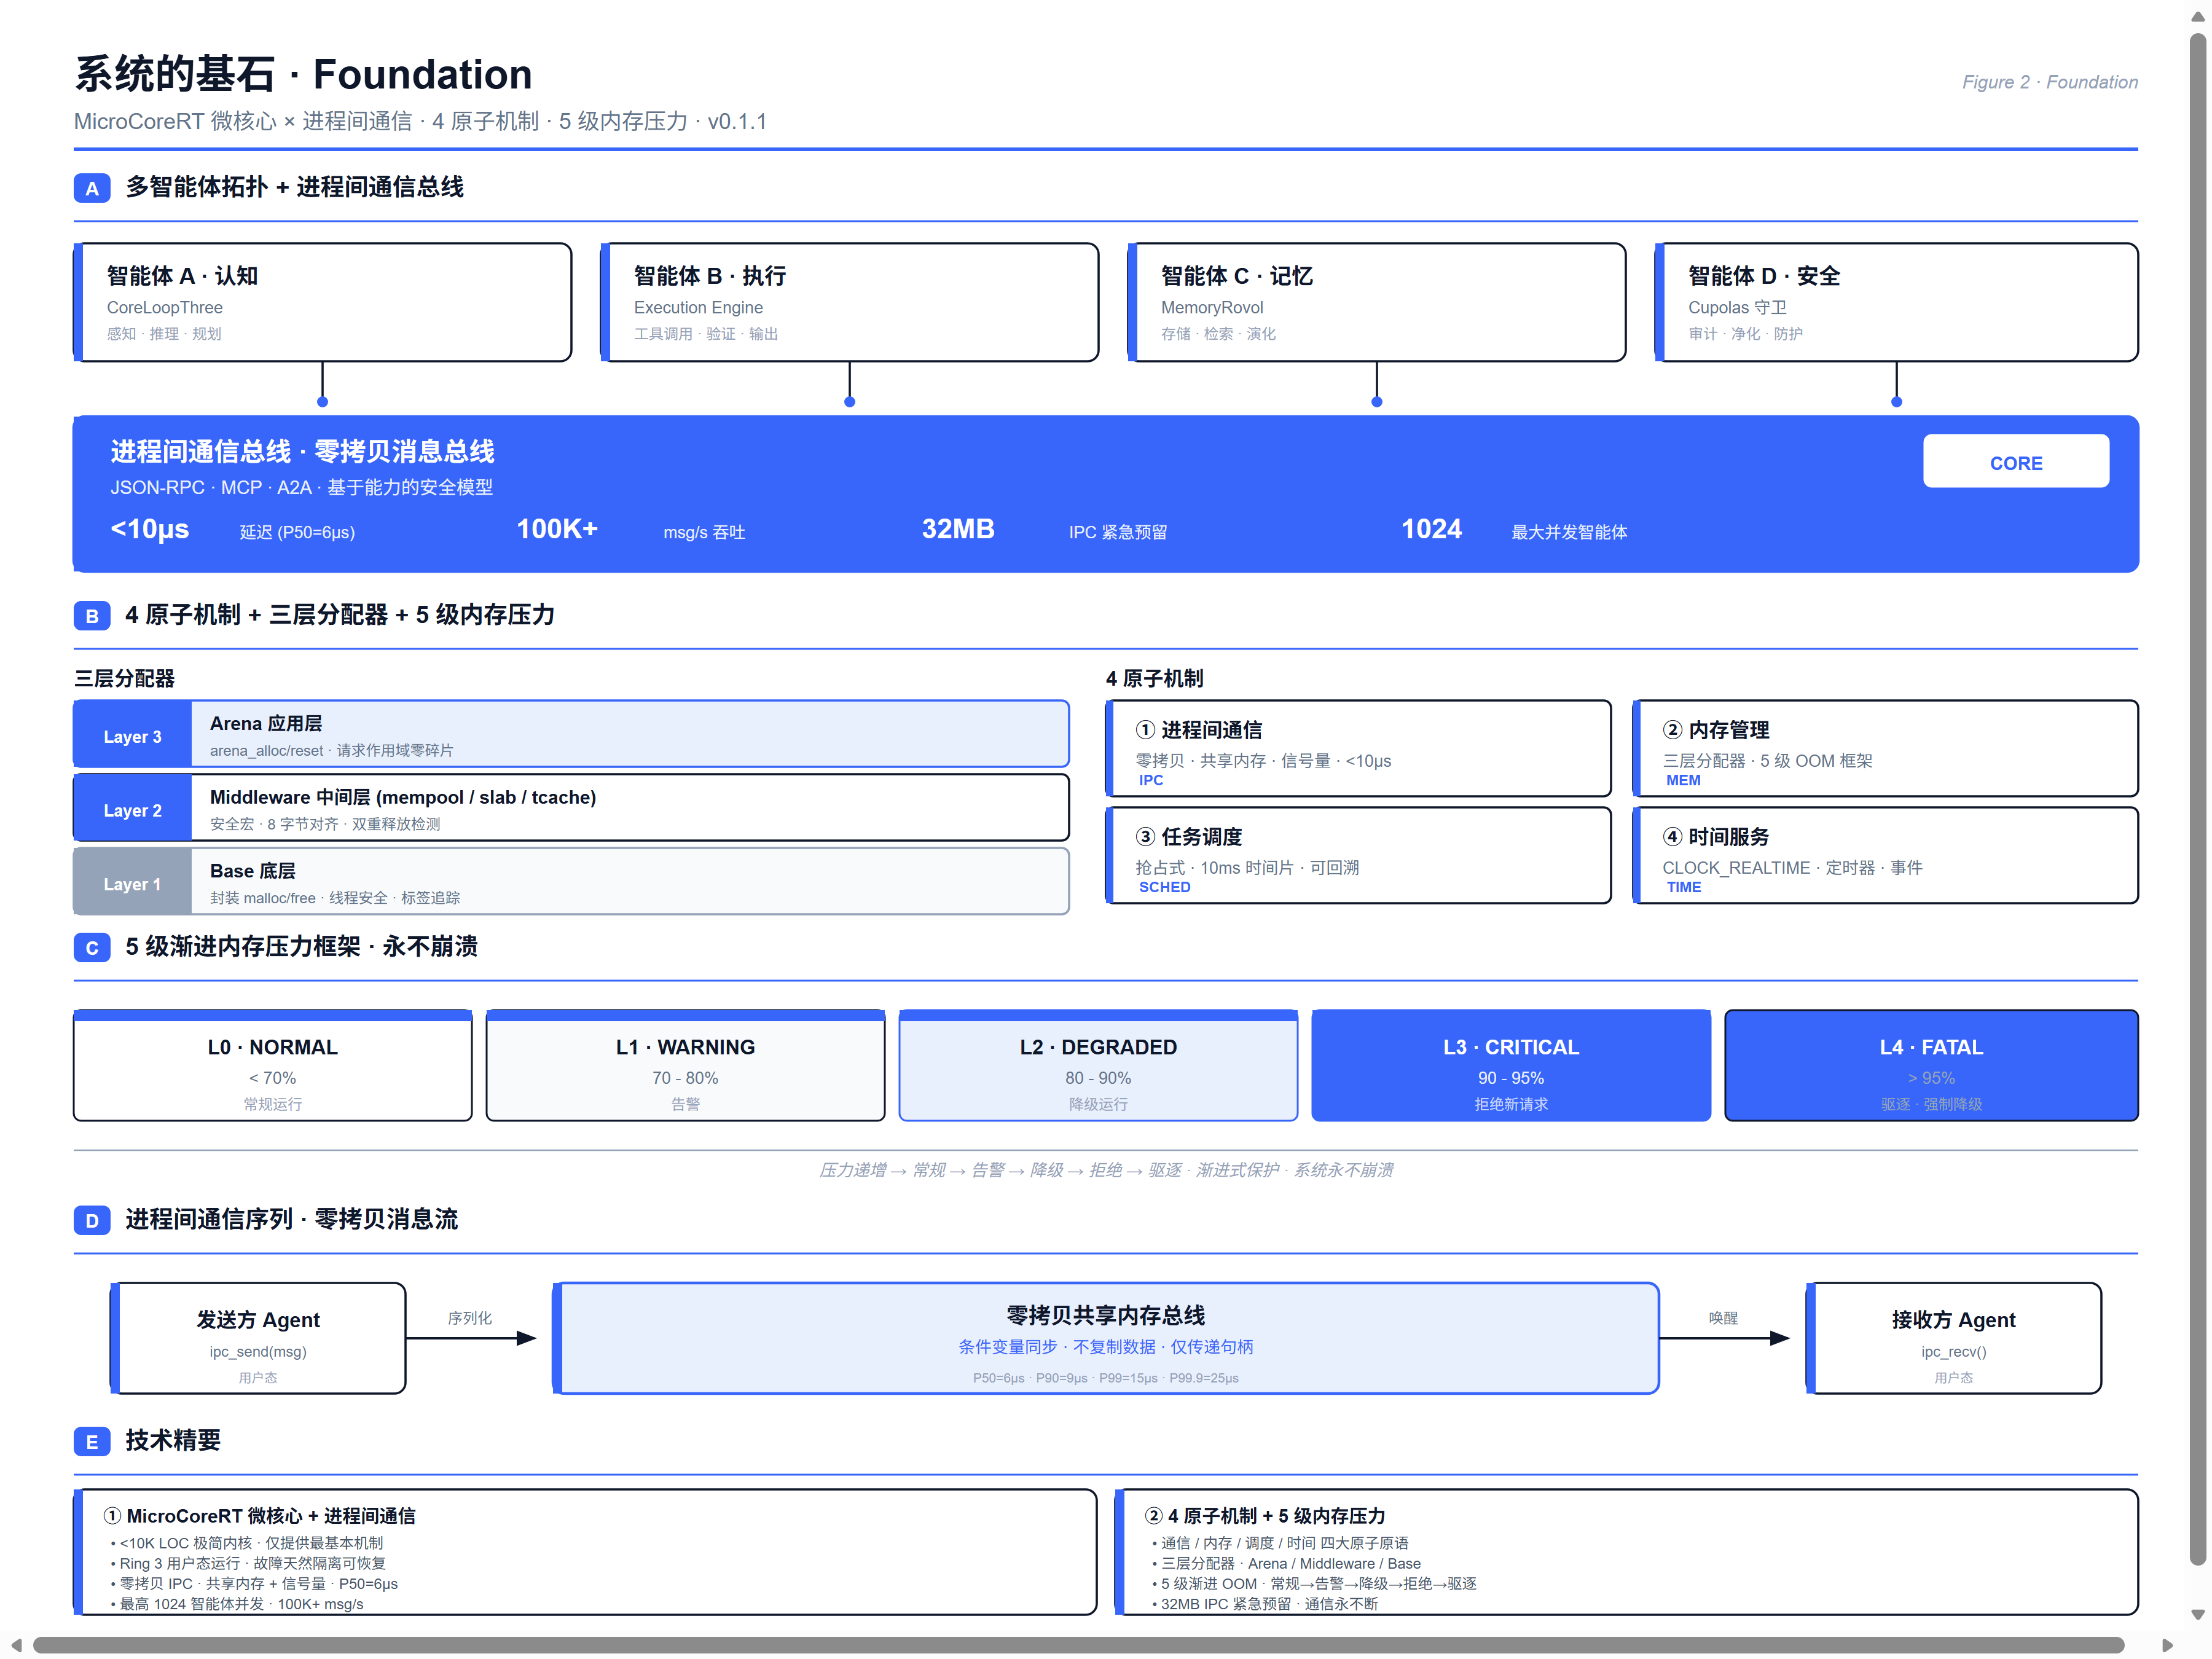 系统的基石 · Foundation
Figure 2 · Foundation
MicroCoreRT 微核心 × 进程间通信 · 4 原子机制 · 5 级内存压力 · v0.1.1
A 多智能体拓扑 + 进程间通信总线
智能体 A · 认知
CoreLoopThree
感知 · 推理 · 规划
智能体 B · 执行
Execution Engine
工具调用 · 验证 · 输出
智能体 C · 记忆
MemoryRovol
存储 · 检索 · 演化
智能体 D · 安全
Cupolas 守卫
审计 · 净化 · 防护
进程间通信总线 · 零拷贝消息总线
CORE
JSON-RPC · MCP · A2A · 基于能力的安全模型
<10μs 延迟 (P50=6μs) 100K+ msg/s 吞吐 32MB IPC 紧急预留 1024 最大并发智能体
B 4 原子机制 + 三层分配器 + 5 级内存压力
三层分配器
Layer 3
Arena 应用层
arena_alloc/reset · 请求作用域零碎片
Layer 2
Middleware 中间层 (mempool / slab / tcache)
安全宏 · 8 字节对齐 · 双重释放检测
Layer 1
Base 底层
封装 malloc/free · 线程安全 · 标签追踪
4 原子机制
① 进程间通信
零拷贝 · 共享内存 · 信号量 · <10μs
IPC
② 内存管理
三层分配器 · 5 级 OOM 框架
MEM
③ 任务调度
抢占式 · 10ms 时间片 · 可回溯
SCHED
④ 时间服务
CLOCK_REALTIME · 定时器 · 事件
TIME
C 5 级渐进内存压力框架 · 永不崩溃
L0 · NORMAL
< 70%
常规运行
L1 · WARNING
70 - 80%
告警
L2 · DEGRADED
80 - 90%
降级运行
L3 · CRITICAL
90 - 95%
拒绝新请求
L4 · FATAL
> 95%
驱逐 · 强制降级
压力递增 → 常规 → 告警 → 降级 → 拒绝 → 驱逐 · 渐进式保护 · 系统永不崩溃
D 进程间通信序列 · 零拷贝消息流
发送方 Agent
ipc_send(msg)
用户态
序列化
零拷贝共享内存总线
条件变量同步 · 不复制数据 · 仅传递句柄
P50=6μs · P90=9μs · P99=15μs · P99.9=25μs
唤醒
接收方 Agent
ipc_recv()
用户态
E 技术精要
① MicroCoreRT 微核心 + 进程间通信
• <10K LOC 极简内核 · 仅提供最基本机制
• Ring 3 用户态运行 · 故障天然隔离可恢复
• 零拷贝 IPC · 共享内存 + 信号量 · P50=6μs
• 最高 1024 智能体并发 · 100K+ msg/s
② 4 原子机制 + 5 级内存压力
• 通信 / 内存 / 调度 / 时间 四大原子原语
• 三层分配器 · Arena / Middleware / Base
• 5 级渐进 OOM · 常规→告警→降级→拒绝→驱逐
• 32MB IPC 紧急预留 · 通信永不断